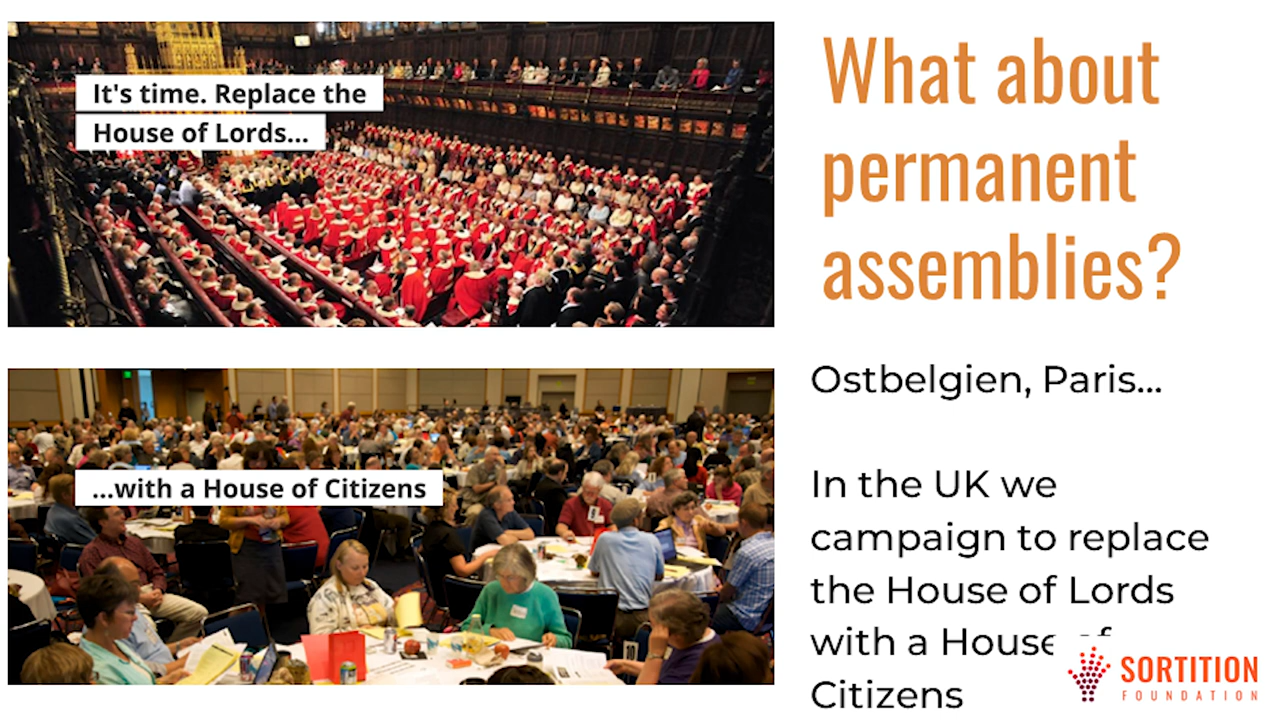 It's time. Replace the
House of Lords...
...with a House of Citizens
What about
permanent
assemblies?
Ostbelgien, Paris...
In the UK we
campaign to replace
the House of Lords
with a House of
Citizens
SORTITION
FOUNDATION